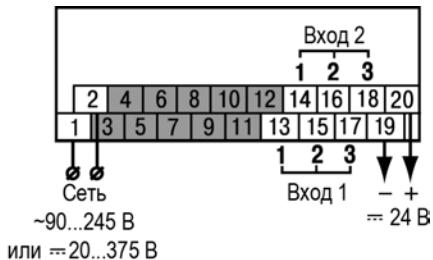 Вход 2
1 2 3
2 4 6 8 10 12 14 16 18 20
1 3 5 7 9 11 13 15 17 19
1 2 3
Сеть Вход 1 – +
~90...245 В ⎓ 24 В
или ⎓20...375 В